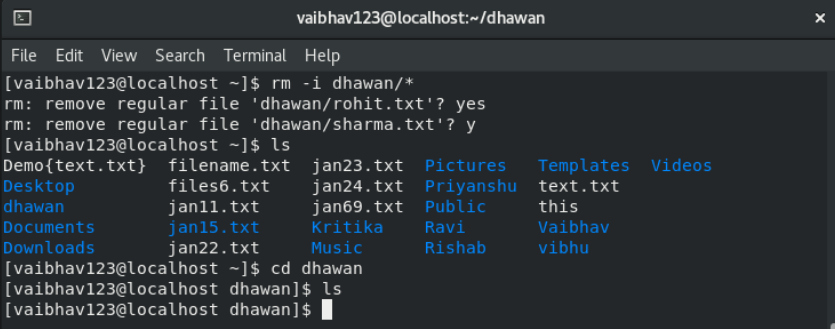 vaibhav123@localhost:~/dhawan
File Edit View Search Terminal Help
[vaibhav123@localhost ~]$ rm -i dhawan/*
rm: remove regular file 'dhawan/rohit.txt'? yes
rm: remove regular file 'dhawan/sharma.txt'? y
[vaibhav123@localhost ~]$ ls
Demo{text.txt} filename.txt jan23.txt Pictures Templates Videos
Desktop files6.txt jan24.txt Priyanshu text.txt
dhawan jan11.txt jan69.txt Public this
Documents jan15.txt Kritika Ravi Vaibhav
Downloads jan22.txt Music Rishab vibhu
[vaibhav123@localhost ~]$ cd dhawan
[vaibhav123@localhost dhawan]$ ls
[vaibhav123@localhost dhawan]$